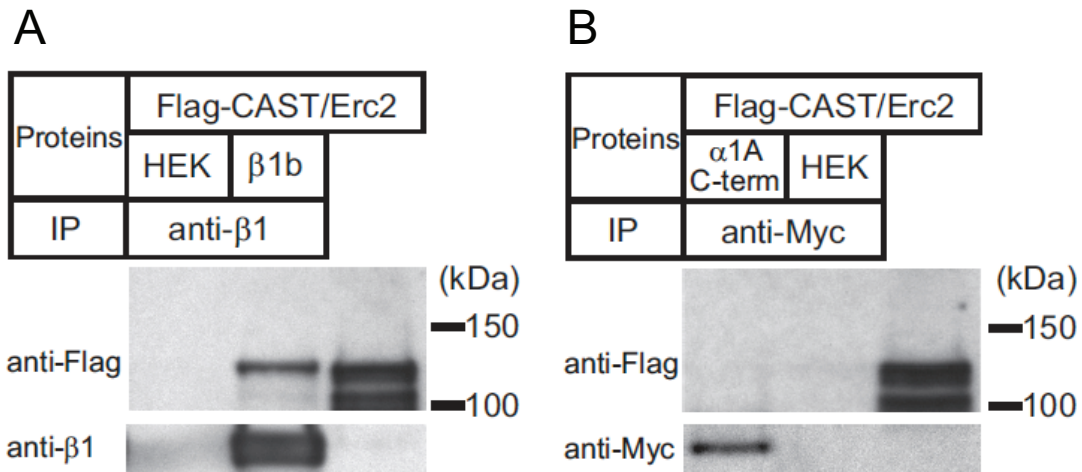 A
Proteins
Flag-CAST/Erc2
HEK
β1b
IP
anti-β1
(kDa)
150
anti-Flag
100
anti-β1
B
Proteins
Flag-CAST/Erc2
α1A
C-term
HEK
IP
anti-Myc
(kDa)
150
anti-Flag
100
anti-Myc